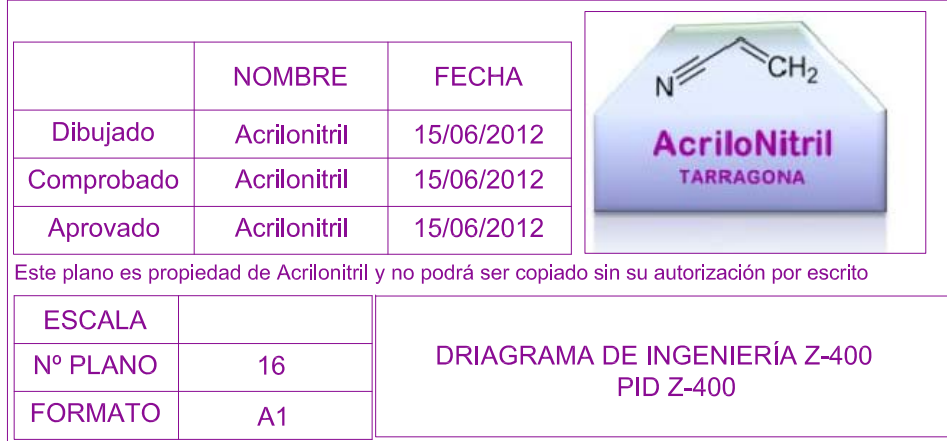 NOMBRE FECHA
Dibujado Acrilonitril 15/06/2012
Comprobado Acrilonitril 15/06/2012
Aprovado Acrilonitril 15/06/2012
N CH₂
AcriloNitril
TARRAGONA
Este plano es propiedad de Acrilonitril y no podrá ser copiado sin su autorización por escrito
ESCALA
Nº PLANO 16
FORMATO A1
DRIAGRAMA DE INGENIERÍA Z-400
PID Z-400